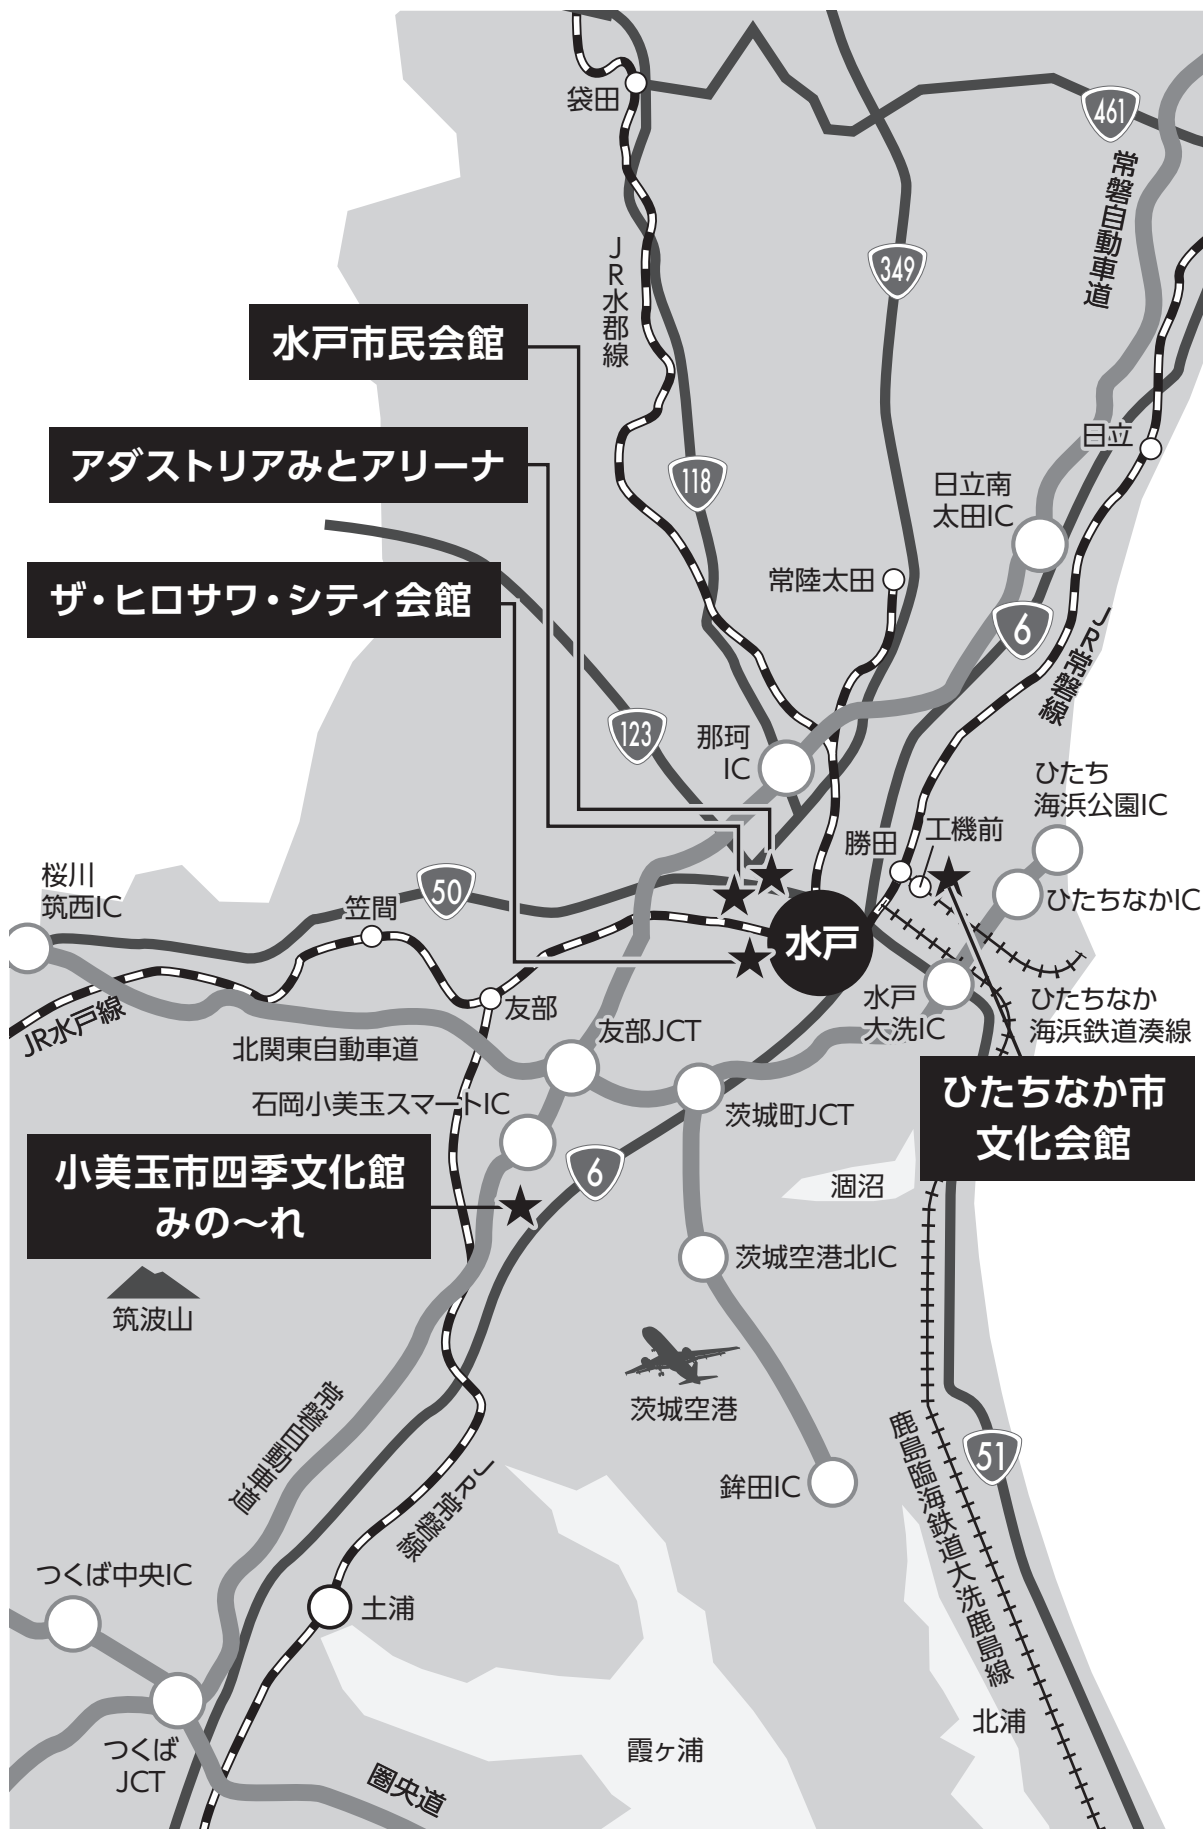 袋田
461
常磐自動車道
JR水郡線
349
水戸市民会館
アダストリアみとアリーナ
日立
118
日立南
太田IC
ザ・ヒロサワ・シティ会館
常陸太田
6
JR常磐線
123
那珂
IC
ひたち
海浜公園IC
勝田
工機前
桜川
筑西IC
50
笠間
ひたちなかIC
水戸
JR水戸線
友部
水戸
大洗IC
ひたちなか
海浜鉄道湊線
北関東自動車道
友部JCT
石岡小美玉スマートIC
茨城町JCT
ひたちなか市
文化会館
小美玉市四季文化館
みの〜れ
6
涸沼
茨城空港北IC
筑波山
茨城空港
常磐自動車道
JR常磐線
鉾田IC
鹿島臨海鉄道大洗鹿島線
51
つくば中央IC
土浦
北浦
つくば
JCT
霞ヶ浦
圏央道